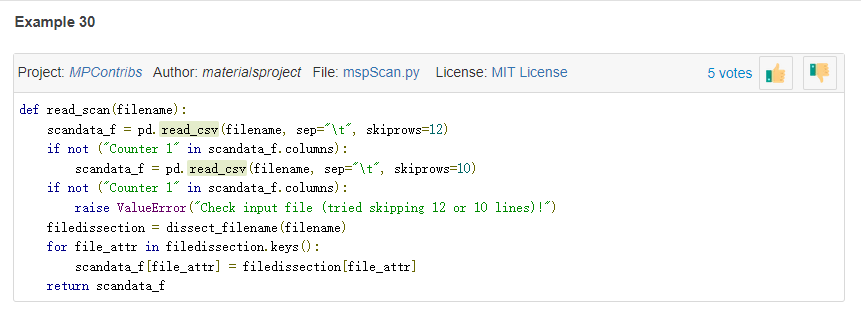 Example 30
Project: MPContribs Author: materialsproject File: mspScan.py License: MIT License 5 votes
def read_scan(filename):
    scandata_f = pd.read_csv(filename, sep="\t", skiprows=12)
    if not ("Counter 1" in scandata_f.columns):
        scandata_f = pd.read_csv(filename, sep="\t", skiprows=10)
    if not ("Counter 1" in scandata_f.columns):
        raise ValueError("Check input file (tried skipping 12 or 10 lines)!")
    filedissection = dissect_filename(filename)
    for file_attr in filedissection.keys():
        scandata_f[file_attr] = filedissection[file_attr]
    return scandata_f